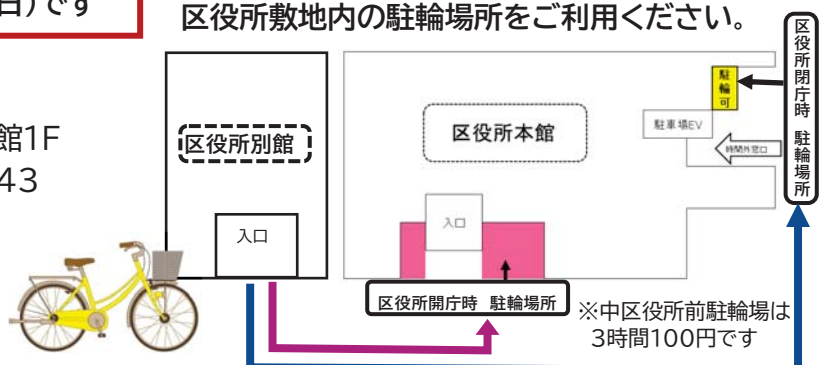 日)です
区役所敷地内の駐輪場所をご利用ください。
館1F
43
区役所別館
入口
区役所本館
入口
駐輪可
駐車場EV
時間外窓口
区役所閉庁時 駐輪場所
区役所開庁時 駐輪場所
※中区役所前駐輪場は
3時間100円です